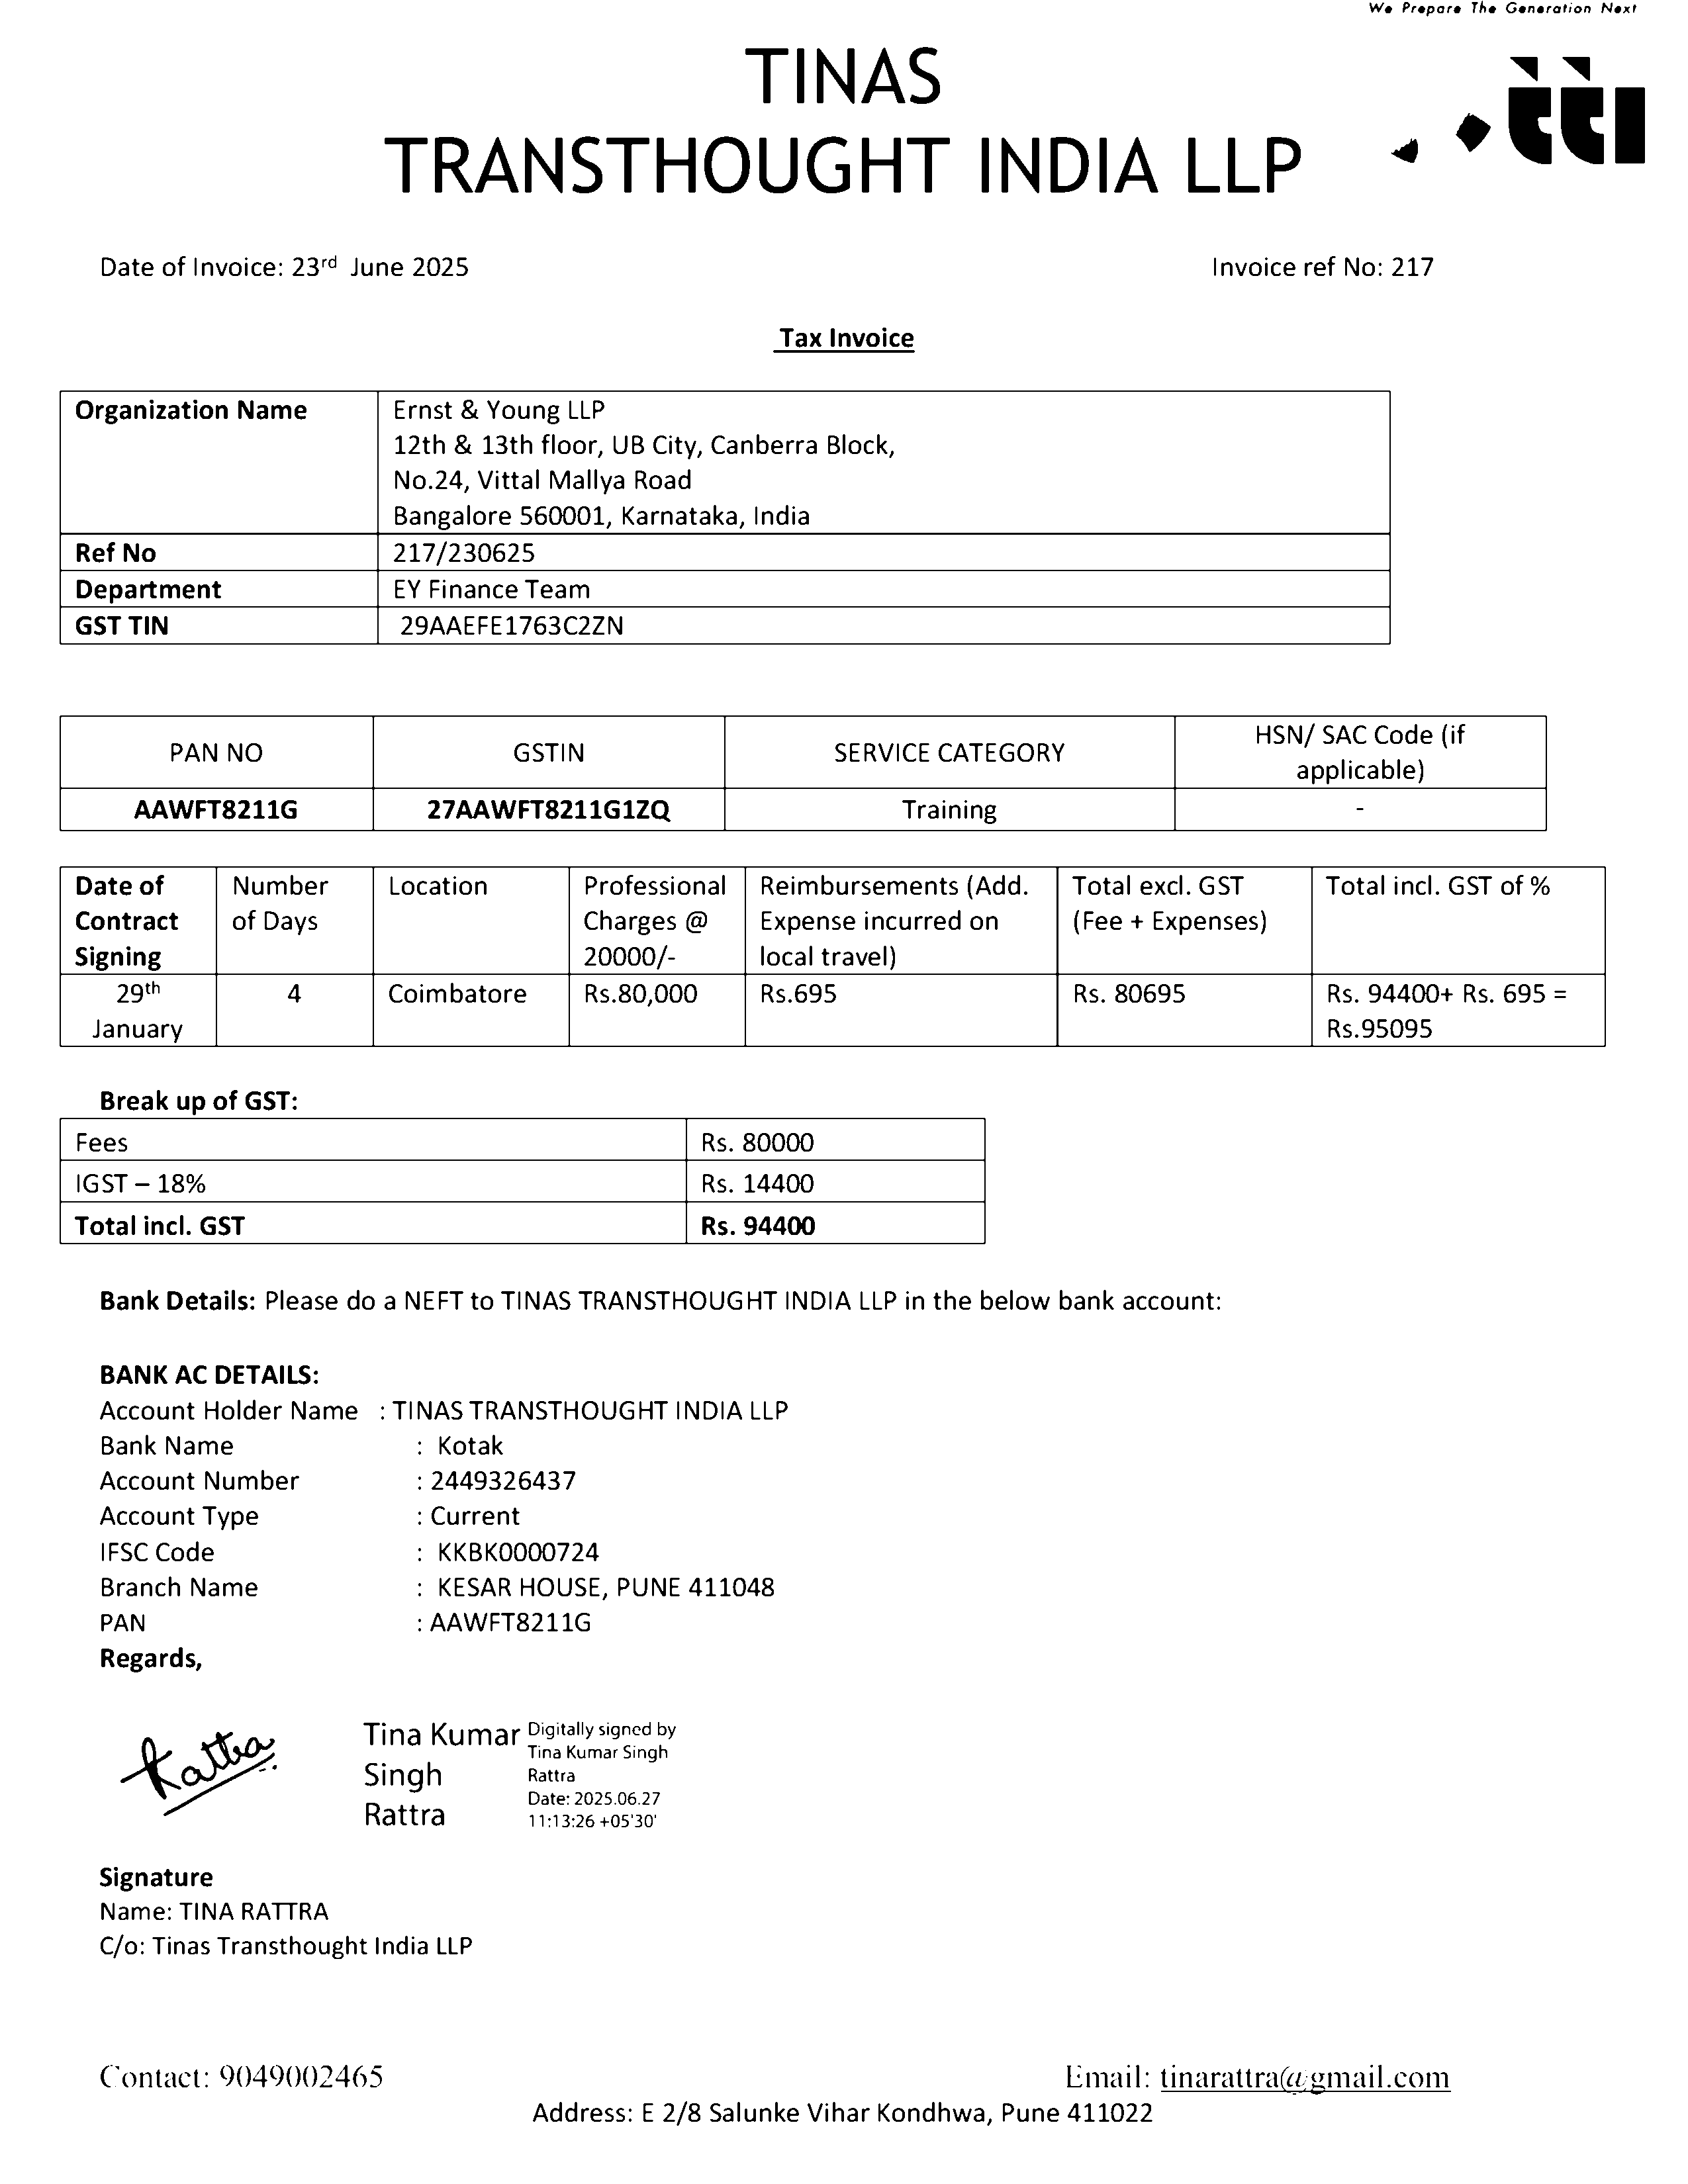 We Prepare The Generation Next
TINAS
TRANSTHOUGHT INDIA LLP
tti
Date of Invoice: 23rd June 2025
Invoice ref No: 217
Tax Invoice
Organization Name
Ernst & Young LLP
12th & 13th floor, UB City, Canberra Block,
No.24, Vittal Mallya Road
Bangalore 560001, Karnataka, India
Ref No
217/230625
Department
EY Finance Team
GST TIN
29AAEFE1763C2ZN
PAN NO
GSTIN
SERVICE CATEGORY
HSN/ SAC Code (if
applicable)
AAWFT8211G
27AAWFT8211G1ZQ
Training
-
Date of
Contract
Signing
Number
of Days
Location
Professional
Charges @
20000/-
Reimbursements (Add.
Expense incurred on
local travel)
Total excl. GST
(Fee + Expenses)
Total incl. GST of %
29th
January
4
Coimbatore
Rs.80,000
Rs.695
Rs. 80695
Rs. 94400+ Rs. 695 =
Rs.95095
Break up of GST:
Fees
Rs. 80000
IGST – 18%
Rs. 14400
Total incl. GST
Rs. 94400
Bank Details: Please do a NEFT to TINAS TRANSTHOUGHT INDIA LLP in the below bank account:
BANK AC DETAILS:
Account Holder Name : TINAS TRANSTHOUGHT INDIA LLP
Bank Name : Kotak
Account Number : 2449326437
Account Type : Current
IFSC Code : KKBK0000724
Branch Name : KESAR HOUSE, PUNE 411048
PAN : AAWFT8211G
Regards,
Rattra
Tina Kumar
Singh
Rattra
Digitally signed by
Tina Kumar Singh
Rattra
Date: 2025.06.27
11:13:26 +05'30'
Signature
Name: TINA RATTRA
C/o: Tinas Transthought India LLP
Contact: 9049002465
Email: tinarattra@gmail.com
Address: E 2/8 Salunke Vihar Kondhwa, Pune 411022